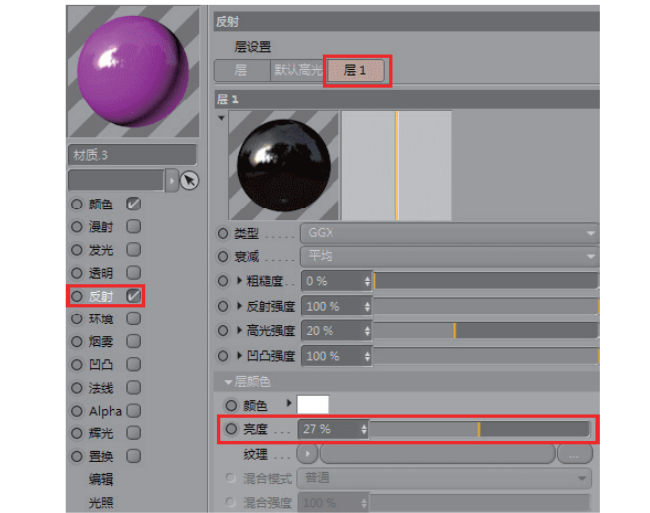 反射
层设置
层 默认高光 层1
层 1
材质.3
颜色
漫射
发光
透明
反射
环境
烟雾
凹凸
法线
Alpha
辉光
置换
编辑
光照
类型 ..... GGX
衰减 ..... 平均
粗糙度 .. 0 %
反射强度 100 %
高光强度 20 %
凹凸强度 100 %
层颜色
颜色
亮度 ... 27 %
纹理 ... ...
混合模式 普通
混合强度 100 %